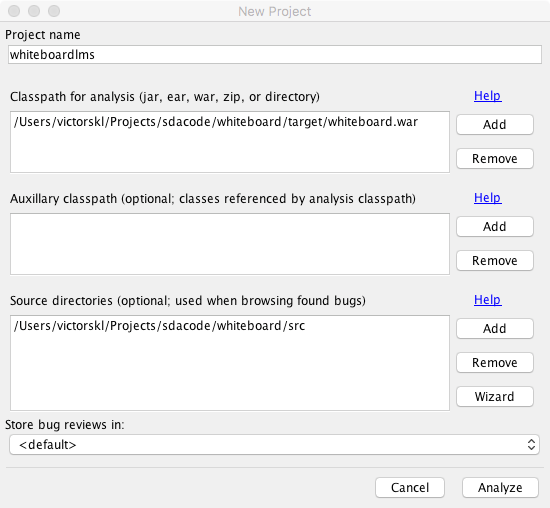 New Project
Project name
whiteboardlms
Classpath for analysis (jar, ear, war, zip, or directory)
Help
/Users/victorskl/Projects/sdacode/whiteboard/target/whiteboard.war
Add
Remove
Auxillary classpath (optional; classes referenced by analysis classpath)
Help
Add
Remove
Source directories (optional; used when browsing found bugs)
Help
/Users/victorskl/Projects/sdacode/whiteboard/src
Add
Remove
Wizard
Store bug reviews in:
<default>
Cancel
Analyze